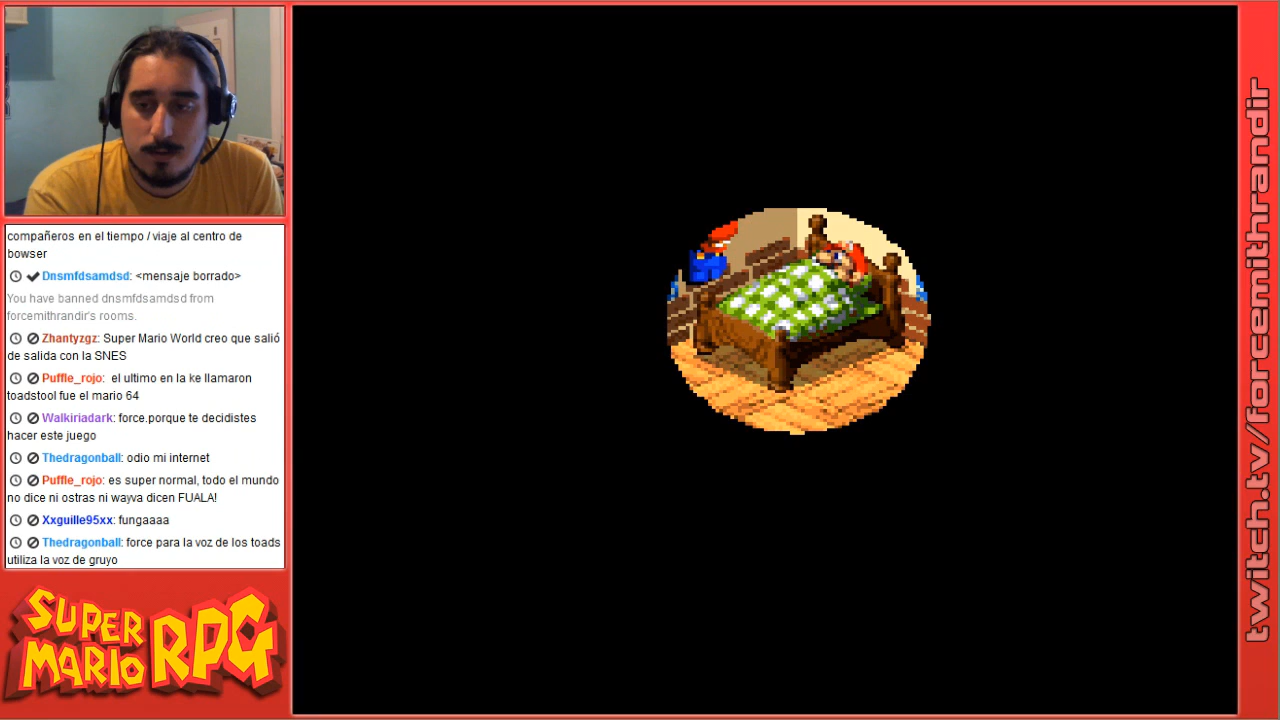 compañeros en el tiempo / viaje al centro de
bowser
Dnsmfdsamdsd: <mensaje borrado>
You have banned dnsmfdsamdsd from
forcemithrandir's rooms.
Zhantyzgz: Super Mario World creo que salió
de salida con la SNES
Puffle_rojo: el ultimo en la ke llamaron
toadstool fue el mario 64
Walkiriadark: force.porque te decidistes
hacer este juego
Thedragonball: odio mi internet
Puffle_rojo: es super normal, todo el mundo
no dice ni ostras ni wayva dicen FUALA!
Xxguille95xx: fungaaaa
Thedragonball: force para la voz de los toads
utiliza la voz de gruyo
SUPER
MARIO RPG
twitch.tv/forcemithrandir